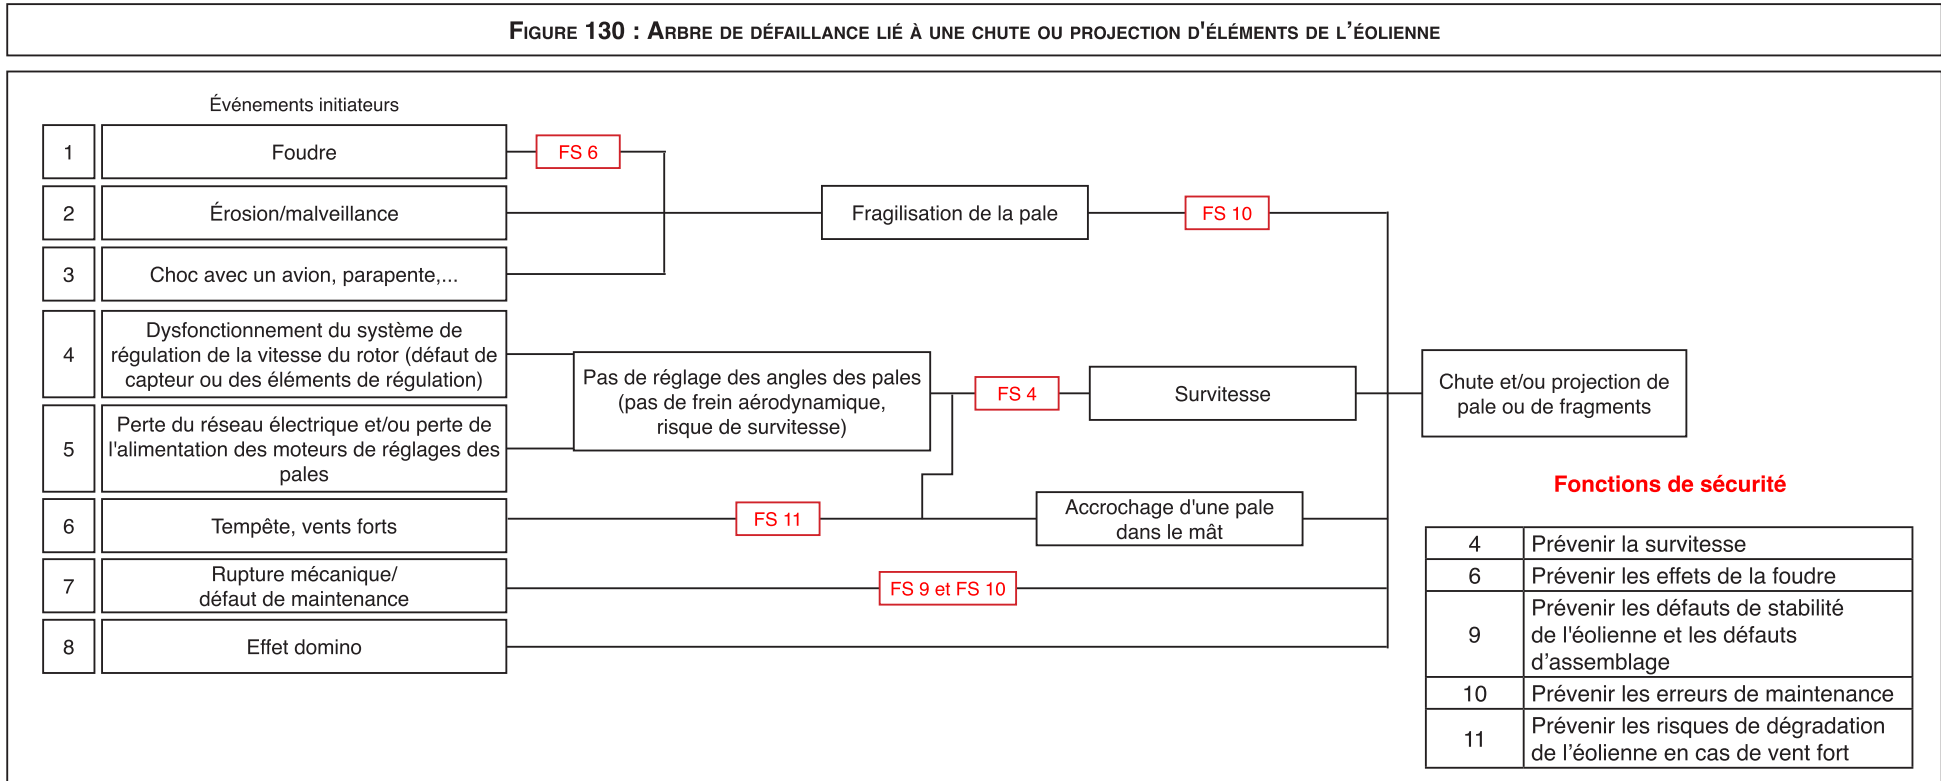 FIGURE 130 : ARBRE DE DÉFAILLANCE LIÉ À UNE CHUTE OU PROJECTION D'ÉLÉMENTS DE L’ÉOLIENNE
Événements initiateurs
1
Foudre
FS 6
2
Érosion/malveillance
Fragilisation de la pale
FS 10
3
Choc avec un avion, parapente,...
4
Dysfonctionnement du système de
régulation de la vitesse du rotor (défaut de
capteur ou des éléments de régulation)
5
Perte du réseau électrique et/ou perte de
l'alimentation des moteurs de réglages des
pales
Pas de réglage des angles des pales
(pas de frein aérodynamique,
risque de survitesse)
FS 4
Survitesse
Chute et/ou projection de
pale ou de fragments
6
Tempête, vents forts
FS 11
Accrochage d'une pale
dans le mât
7
Rupture mécanique/
défaut de maintenance
FS 9 et FS 10
8
Effet domino
Fonctions de sécurité
4
Prévenir la survitesse
6
Prévenir les effets de la foudre
9
Prévenir les défauts de stabilité
de l'éolienne et les défauts
d’assemblage
10
Prévenir les erreurs de maintenance
11
Prévenir les risques de dégradation
de l’éolienne en cas de vent fort